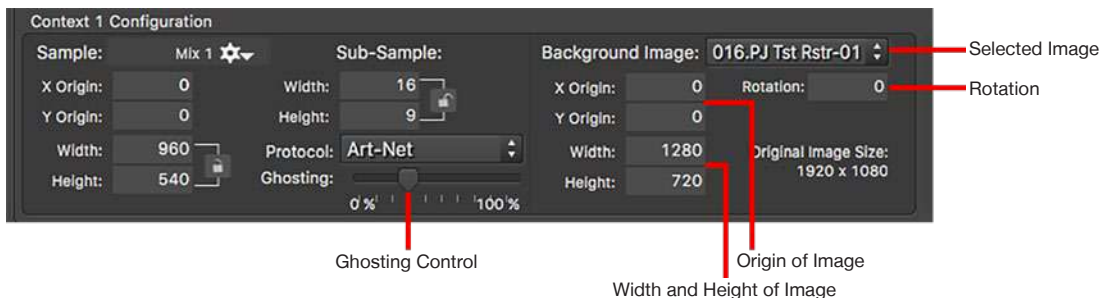 Context 1 Configuration
Sample: Mix 1 Sub-Sample: Background Image: 016.PJ Tst Rstr-01 Selected Image
X Origin: 0 Width: 16 X Origin: 0 Rotation: 0 Rotation
Y Origin: 0 Height: 9 Y Origin: 0
Width: 960 Protocol: Art-Net Width: 1280 Original Image Size:
Height: 540 Ghosting: Height: 720 1920 x 1080
0% 100%
Ghosting Control Origin of Image
Width and Height of Image